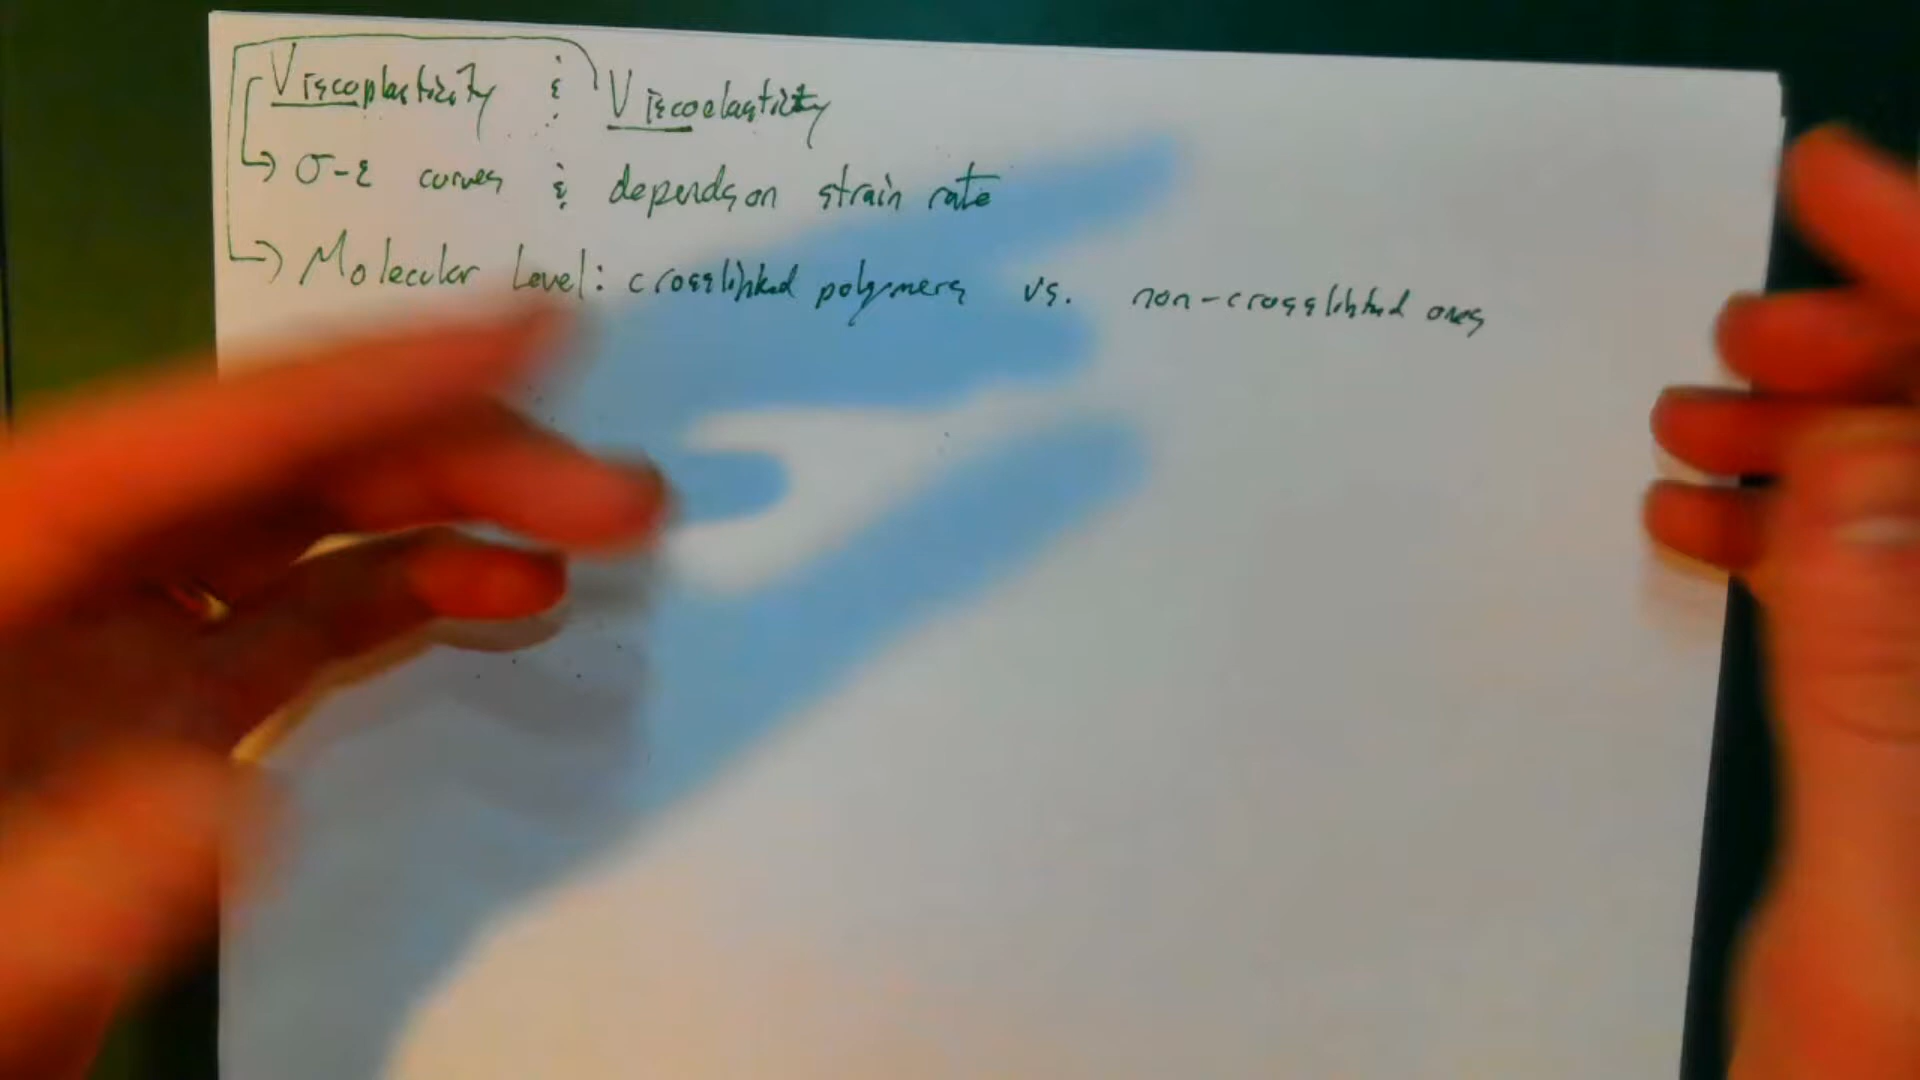 Viscoplasticity & Viscoelasticity
σ-ε curves & depends on strain rate
Molecular Level: crosslinked polymers vs. non-crosslinked ones